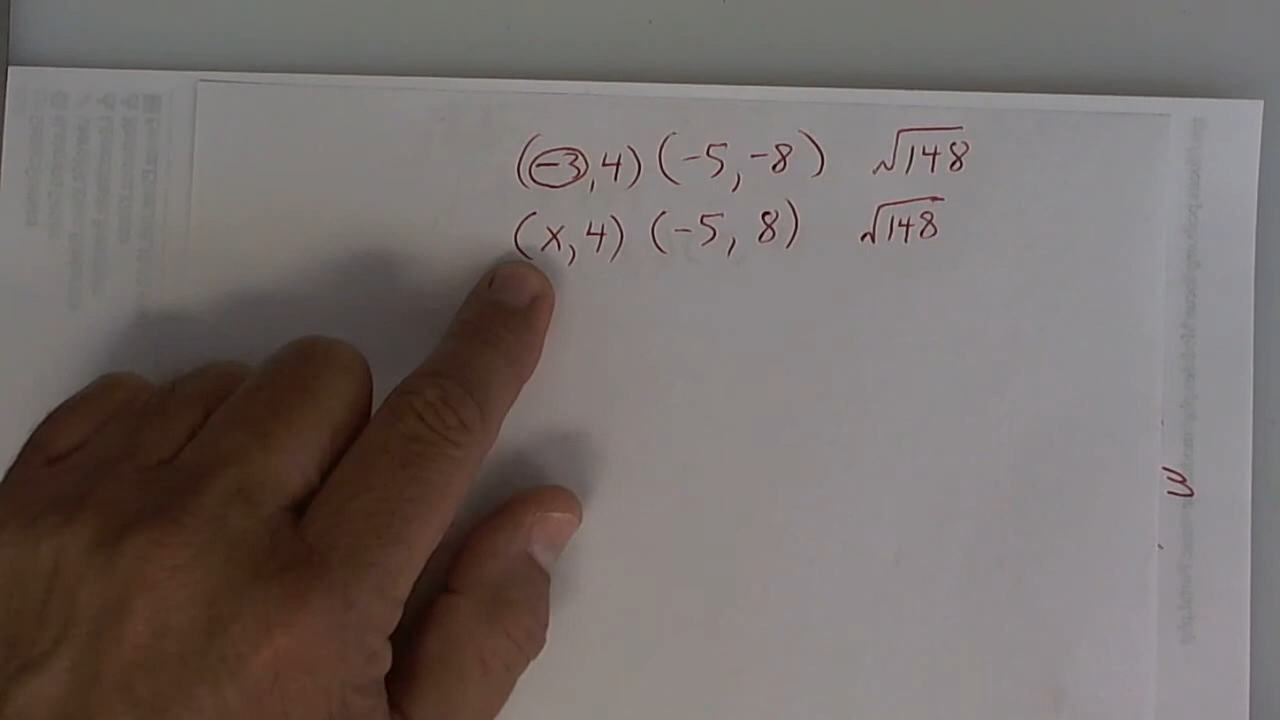 (-3,4) (-5,-8) √148
(x,4) (-5, 8) √148